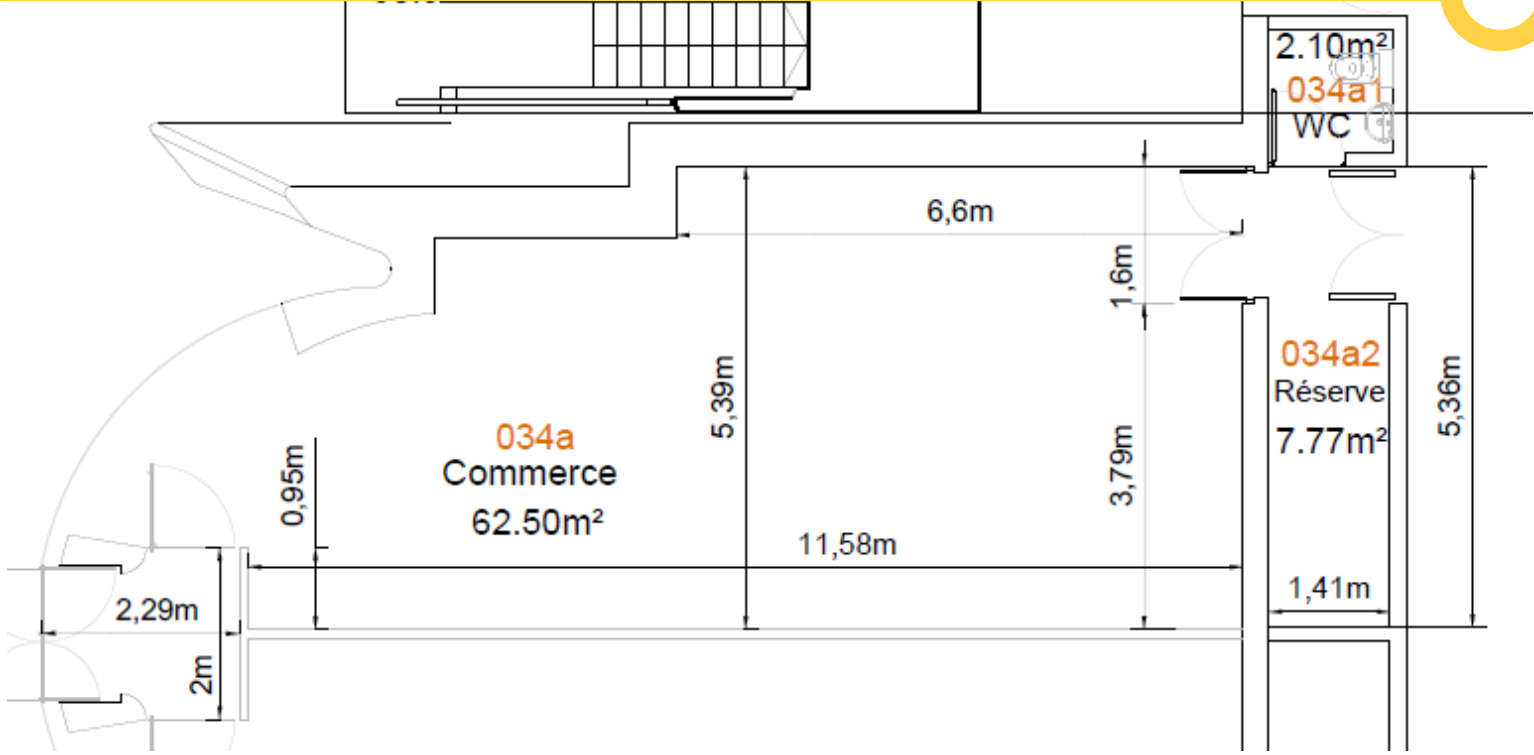 2.10m²
034a1
WC
6,6m
1,6m
5,39m
034a2
Réserve
7.77m²
5,36m
034a
Commerce
62.50m²
0,95m
3,79m
11,58m
1,41m
2,29m
2m